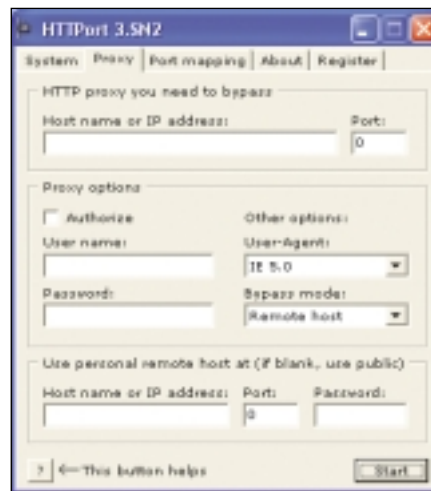 HTTPort 3.SN2
System Proxy Port mapping About Register
HTTP proxy you need to bypass
Host name or IP address: Port:
0
Proxy options
Authorize Other options:
User name: User-Agent:
IE 5.0
Password: Bypass mode:
Remote host
Use personal remote host at (if blank, use public)
Host name or IP address: Port: Password:
0
? <--This button helps Start